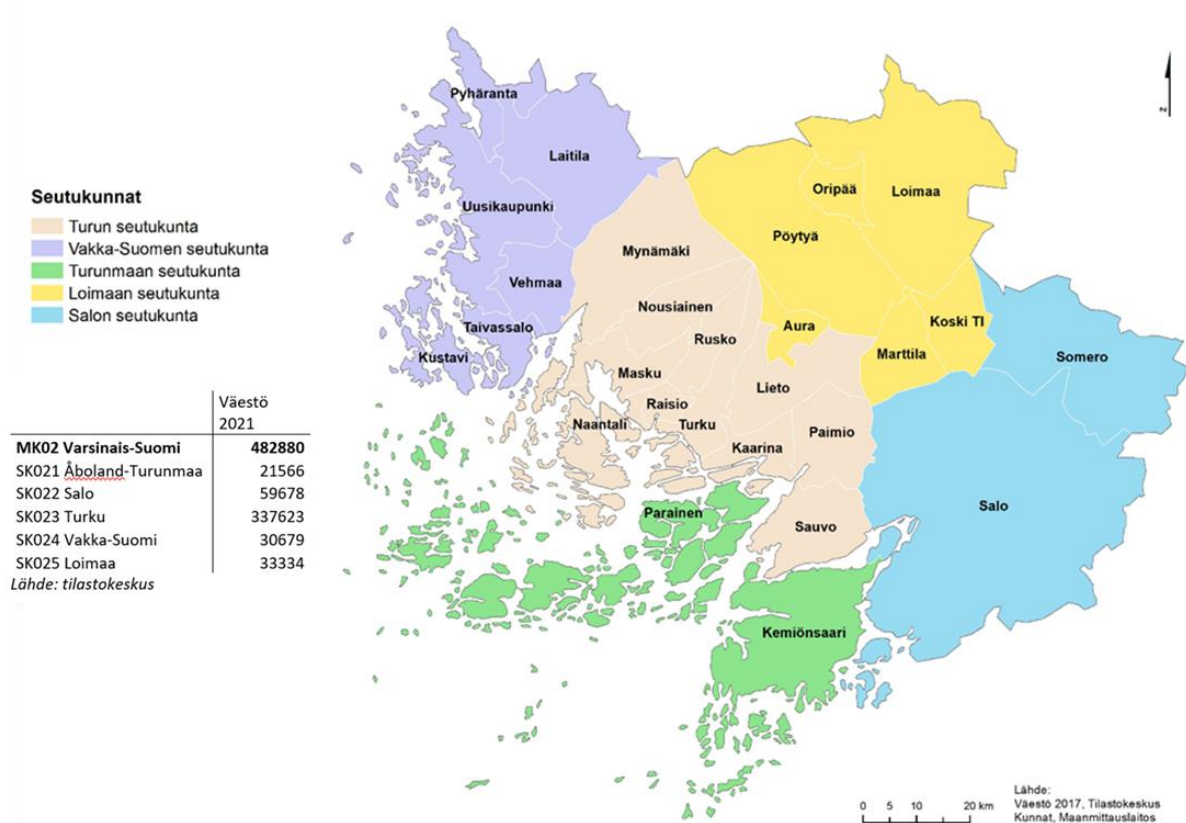 Seutukunnat
Turun seutukunta
Vakka-Suomen seutukunta
Turunmaan seutukunta
Loimaan seutukunta
Salon seutukunta
Väestö
2021
MK02 Varsinais-Suomi 482880
SK021 Åboland-Turunmaa 21566
SK022 Salo 59678
SK023 Turku 337623
SK024 Vakka-Suomi 30679
SK025 Loimaa 33334
Lähde: tilastokeskus
Pyhäranta
Laitila
Uusikaupunki
Vehmaa
Taivassalo
Kustavi
Mynämäki
Nousiainen
Rusko
Masku
Raisio
Naantali
Turku
Lieto
Kaarina
Paimio
Sauvo
Oripää
Loimaa
Pöytyä
Aura
Koski Tl
Marttila
Somero
Salo
Parainen
Kemiönsaari
N
0 5 10 20 km
Lähde:
Väestö 2017, Tilastokeskus
Kunnat, Maanmittauslaitos